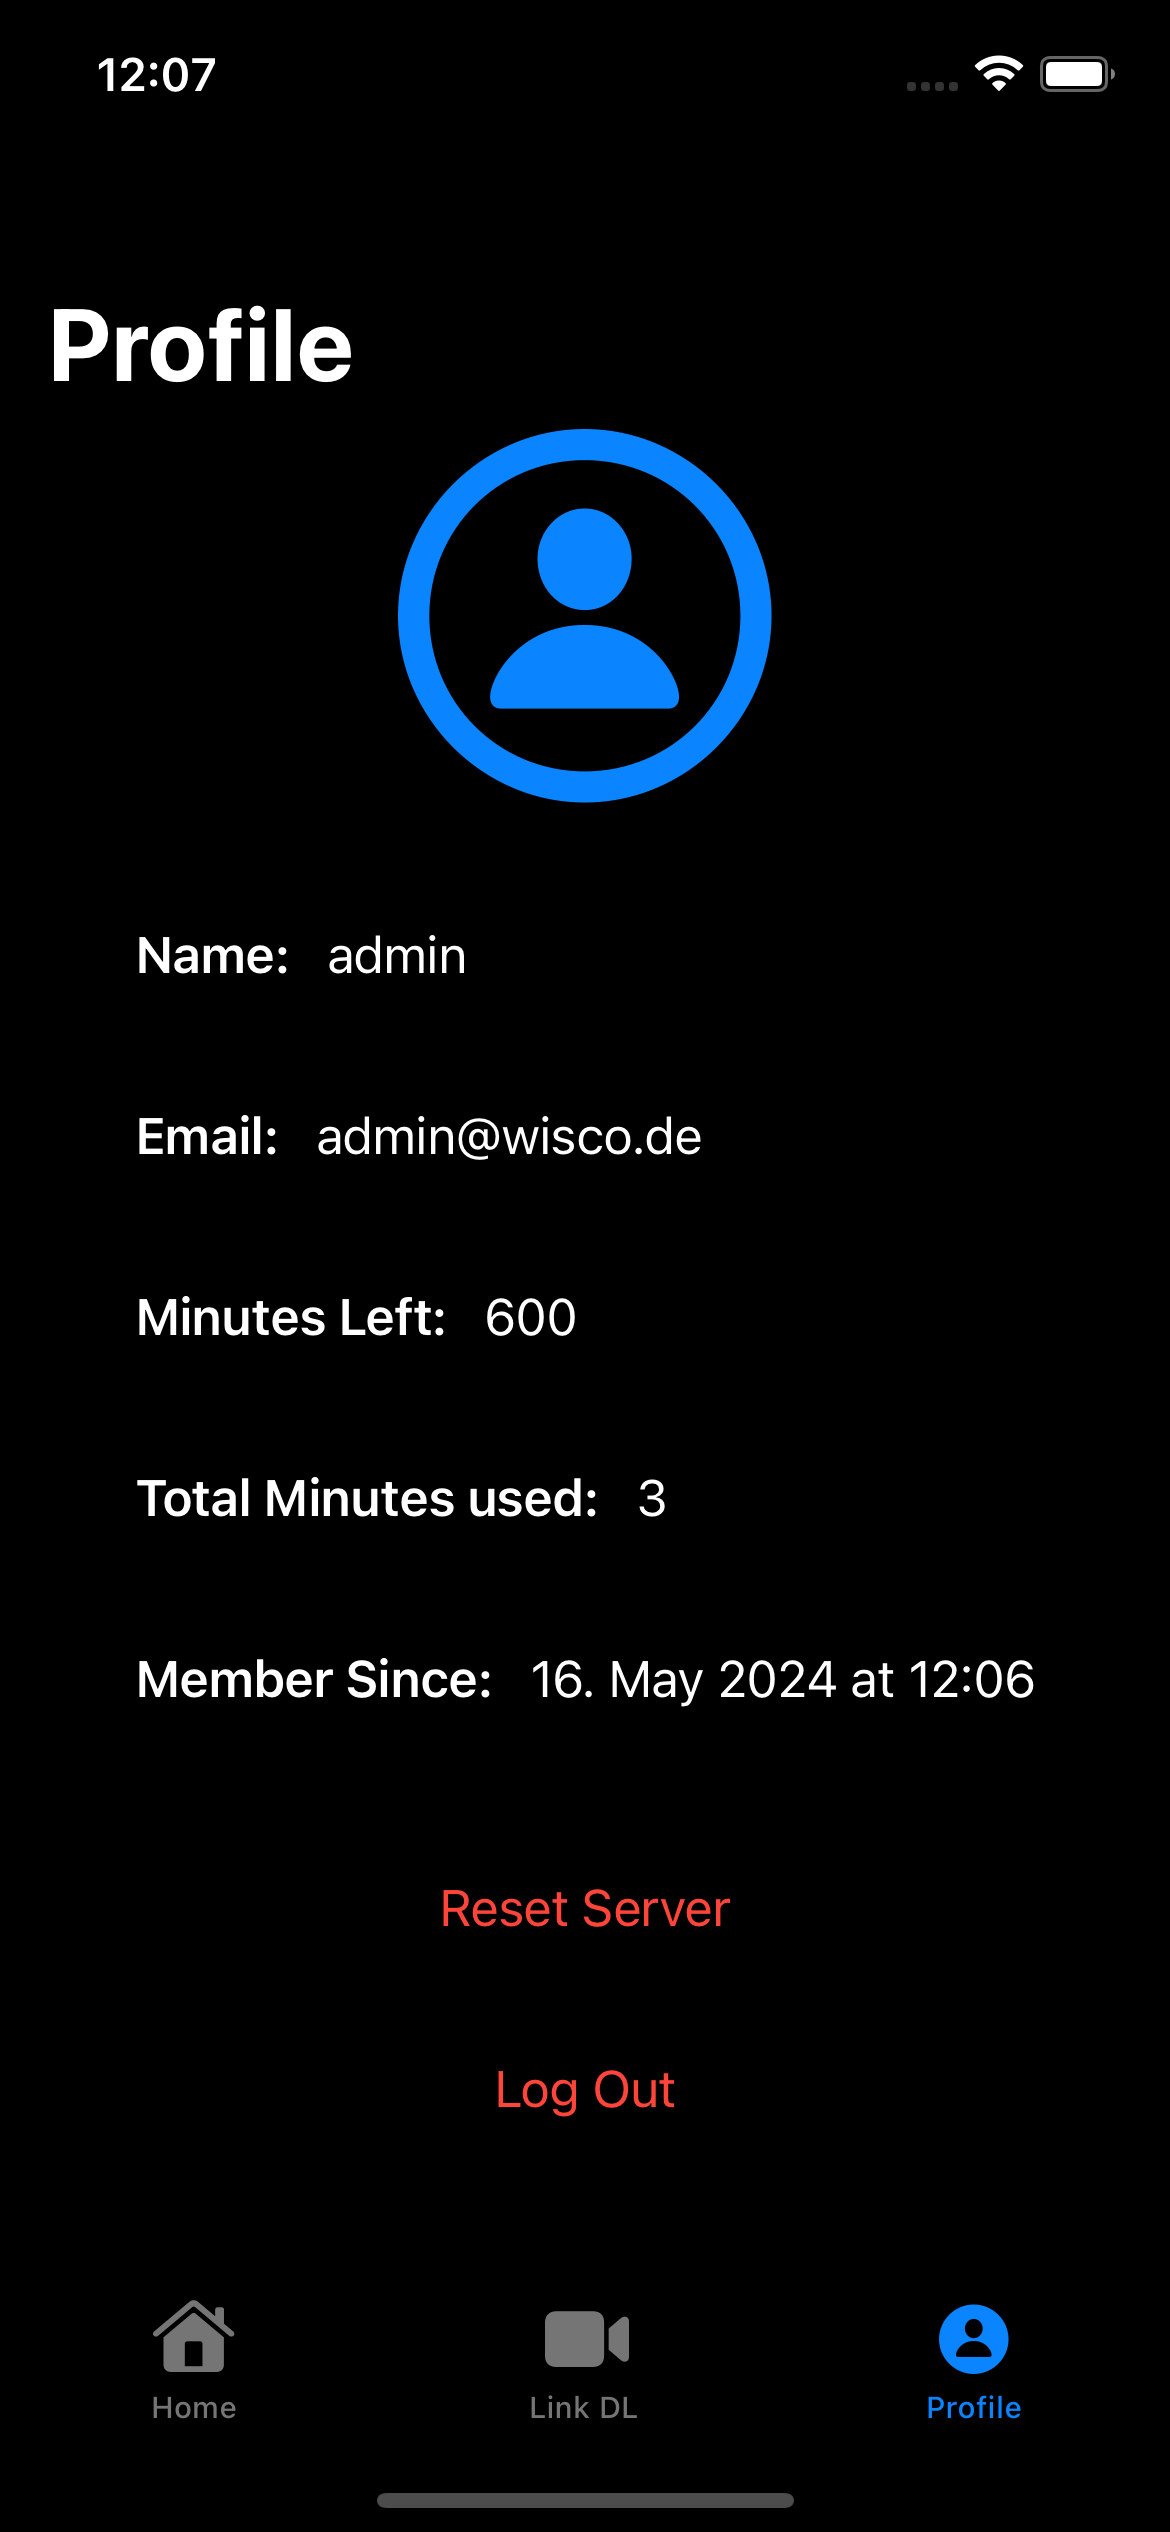 12:07
Profile
Name: admin
Email: admin@wisco.de
Minutes Left: 600
Total Minutes used: 3
Member Since: 16. May 2024 at 12:06
Reset Server
Log Out
Home Link DL Profile